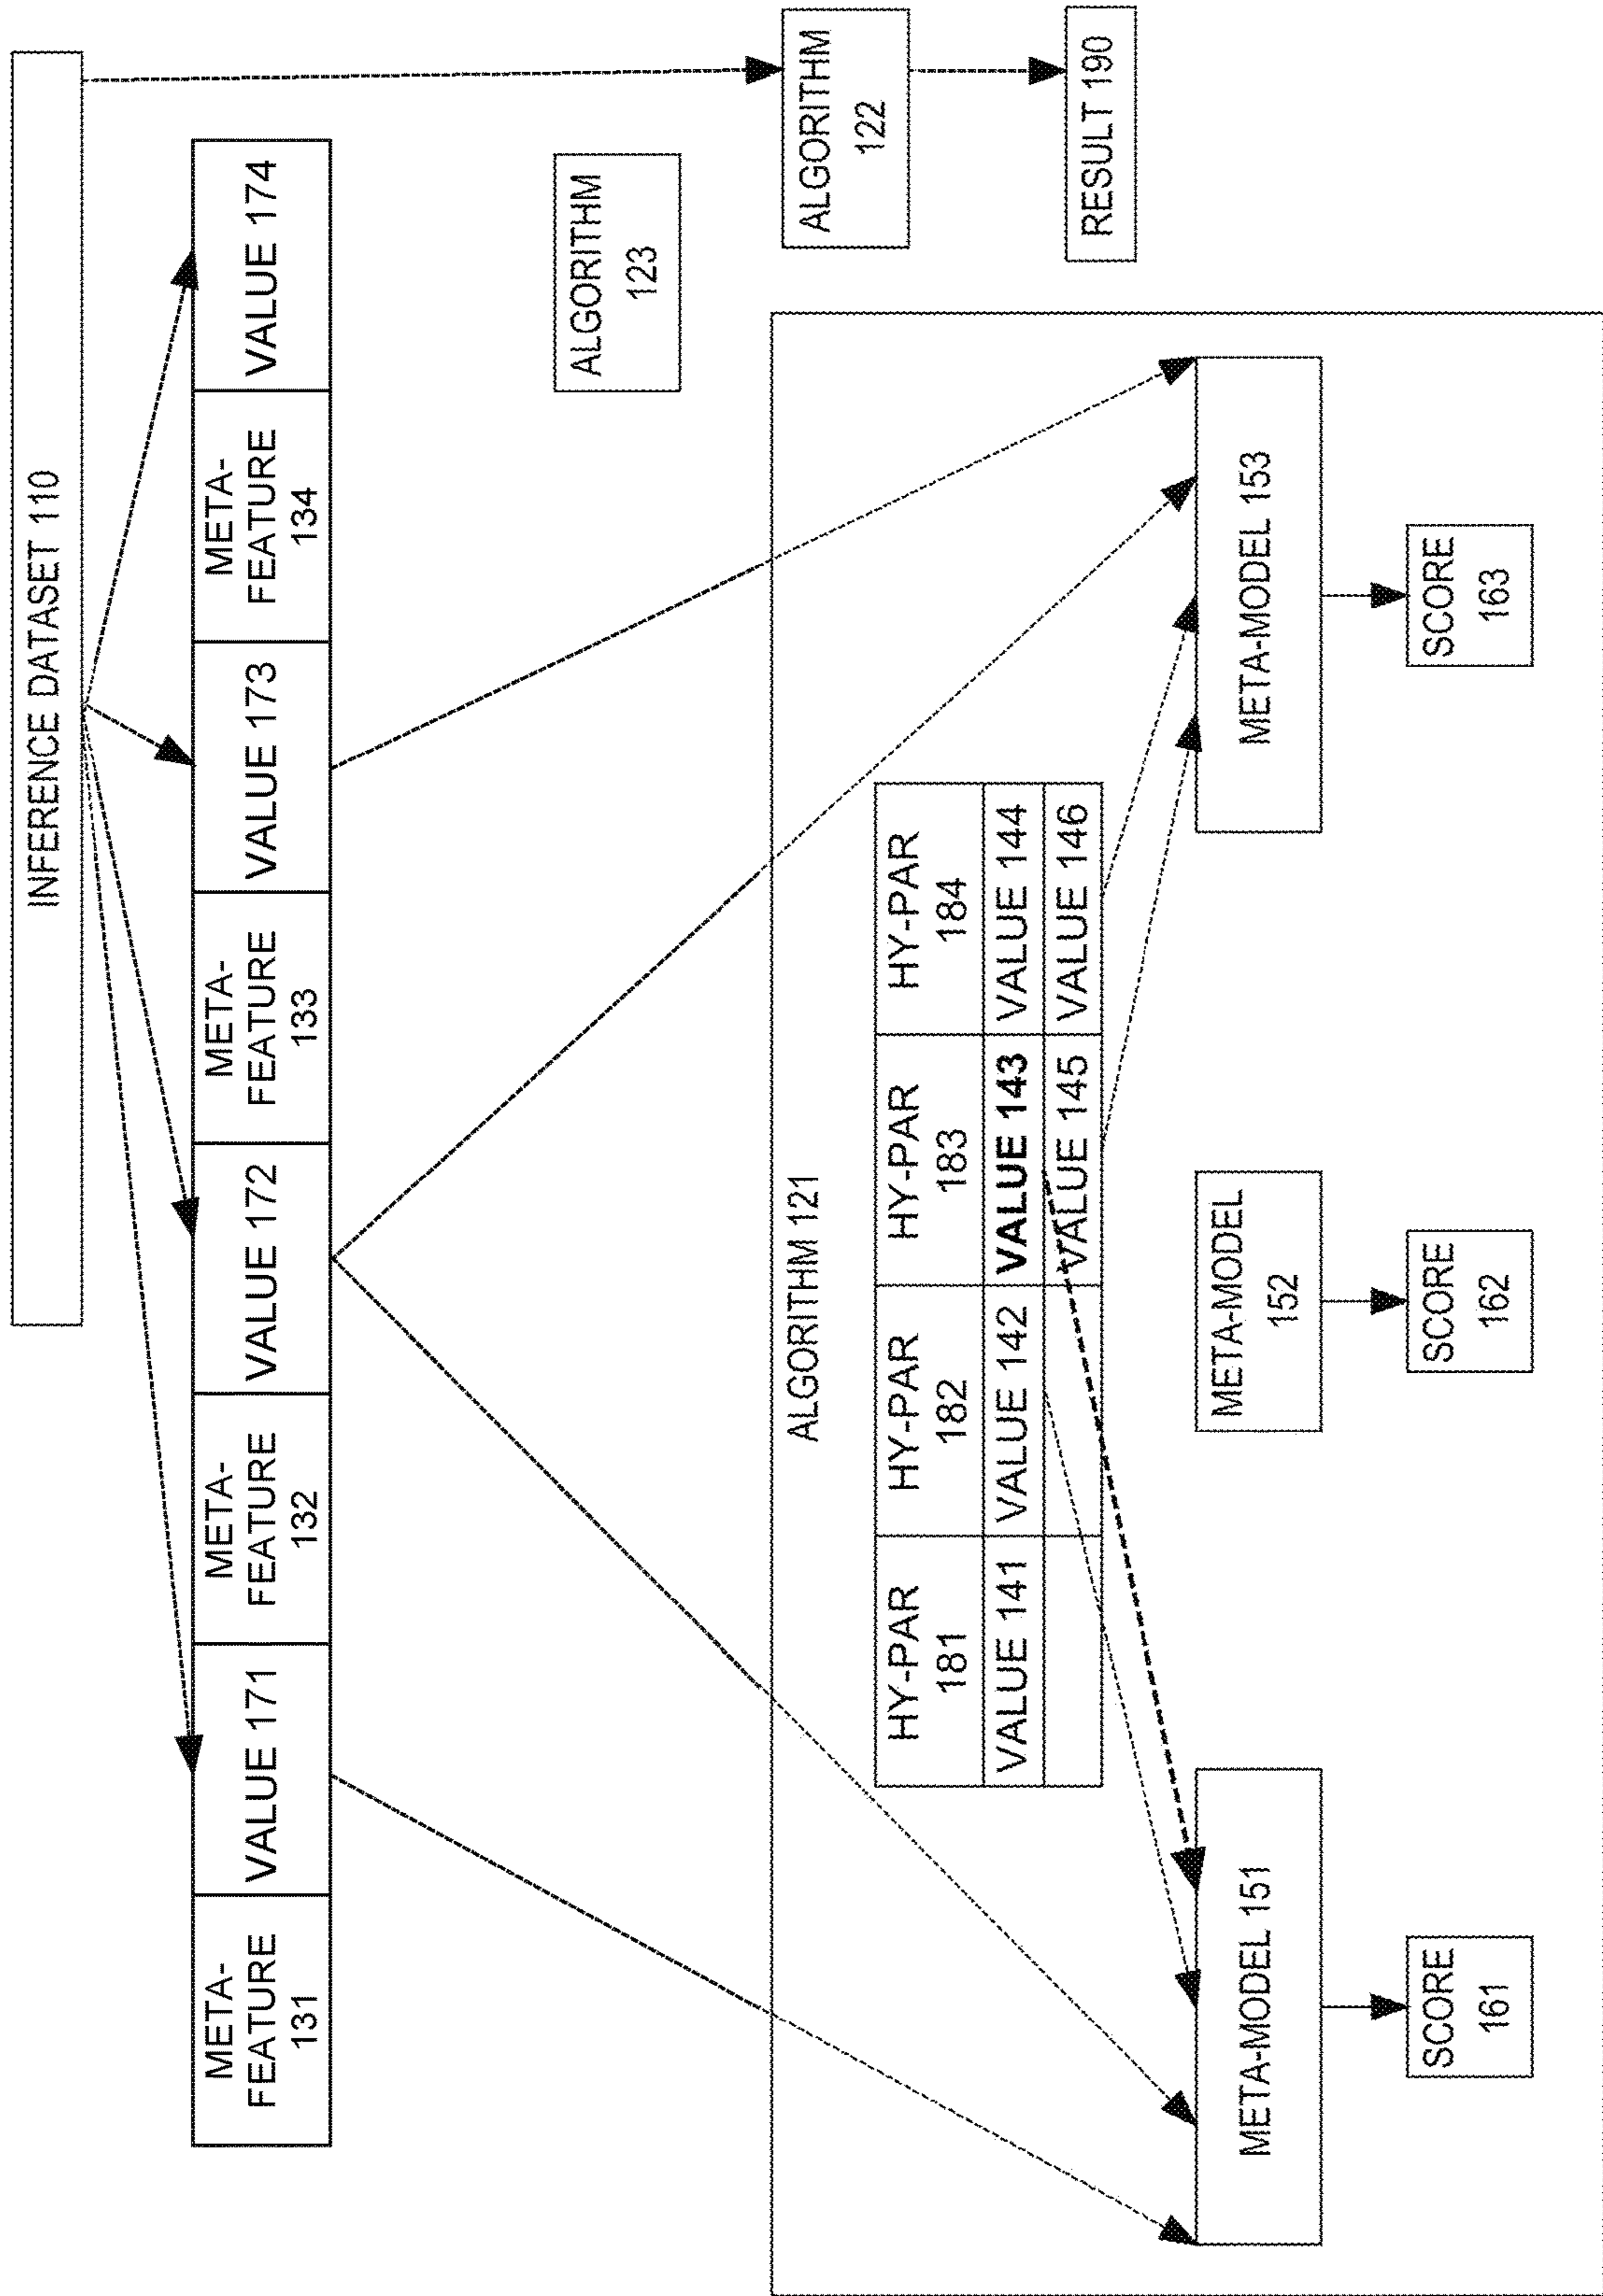 INFERENCE DATASET 110
META-
FEATURE
131
VALUE 171
META-
FEATURE
132
VALUE 172
META-
FEATURE
133
VALUE 173
META-
FEATURE
134
VALUE 174
ALGORITHM
123
ALGORITHM
122
RESULT 190
ALGORITHM 121
HY-PAR
181
HY-PAR
182
HY-PAR
183
HY-PAR
184
VALUE 141
VALUE 142
VALUE 143
VALUE 144
VALUE 145
VALUE 146
META-MODEL 151
META-MODEL
152
META-MODEL 153
SCORE
161
SCORE
162
SCORE
163